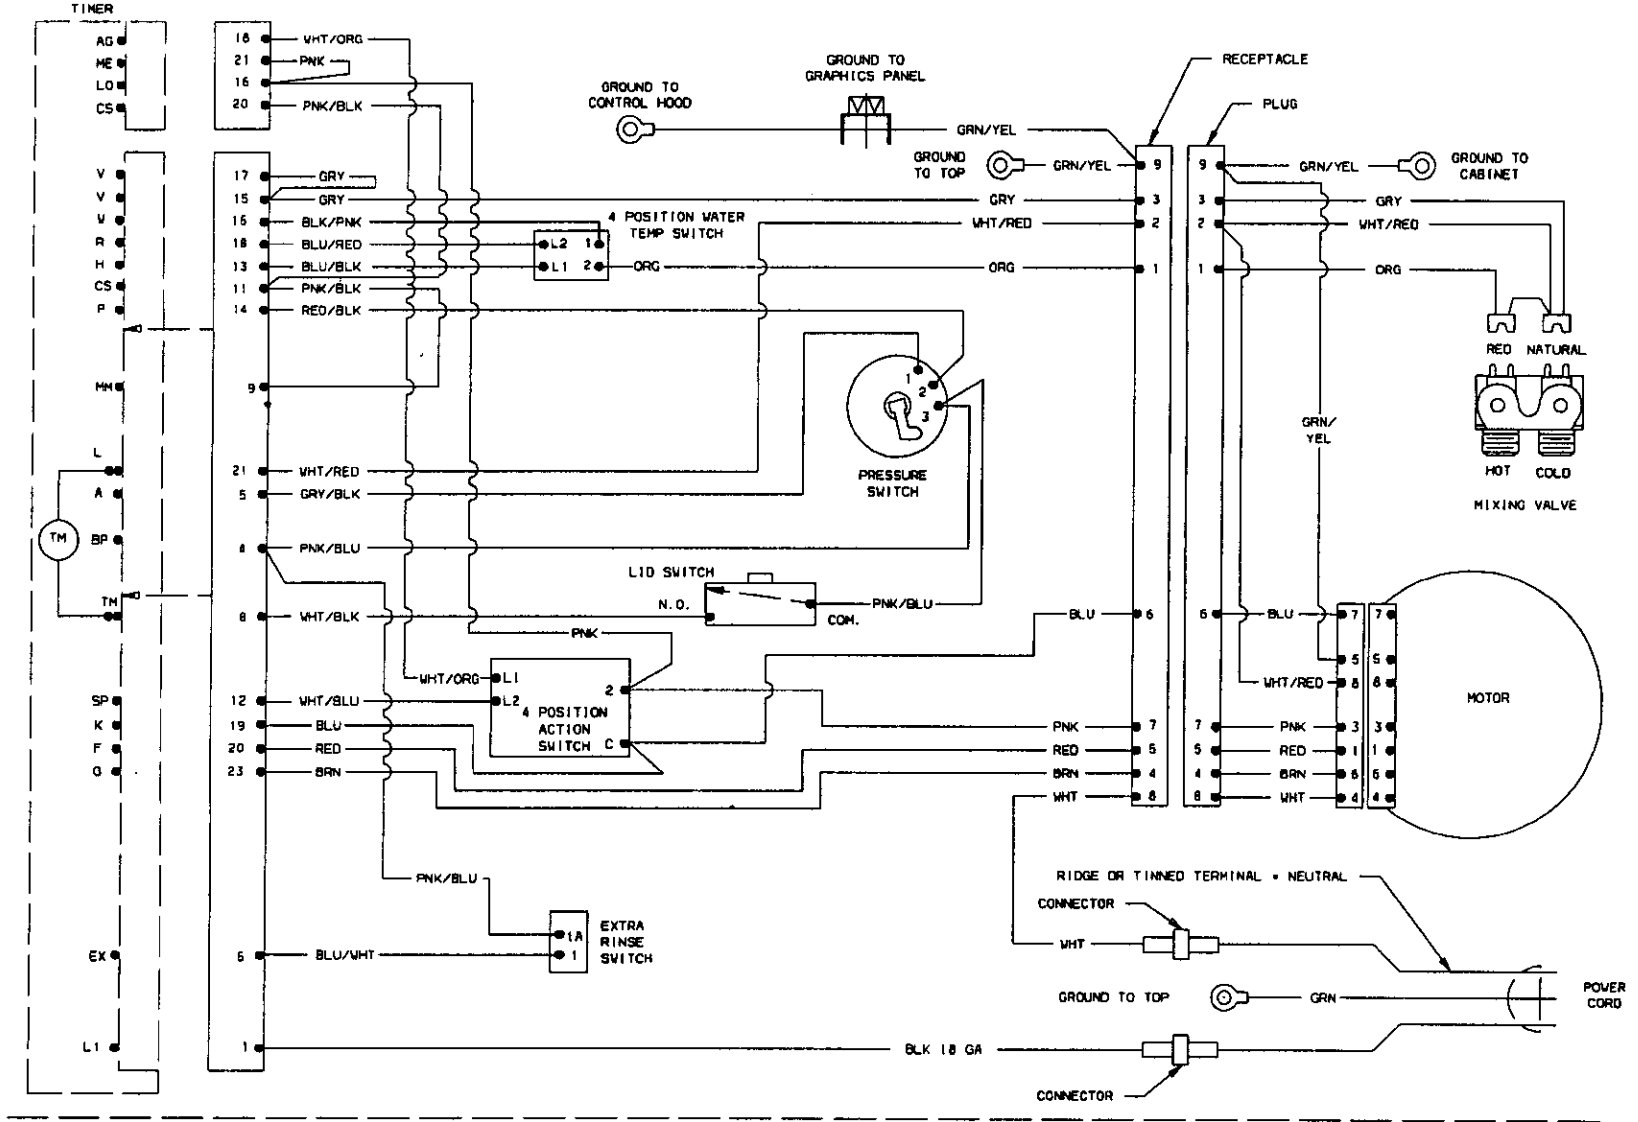 TIMER
AG
ME
LO
CS
V
V
W
R
H
CS
P
MM
L
A
TM
BP
TM
SP
K
F
G
EX
L1
18 WHT/ORG
21 PNK
16
20 PNK/BLK
17 GRY
15 GRY
16 BLK/PNK
18 BLU/RED
13 BLU/BLK
11 PNK/BLK
14 RED/BLK
9
21 WHT/RED
5 GRY/BLK
PNK/BLU
8 WHT/BLK
12 WHT/BLU
19 BLU
20 RED
23 BRN
6 BLU/WHT
1
GROUND TO
CONTROL HOOD
GROUND TO
GRAPHICS PANEL
GRN/YEL
GROUND
TO TOP
GRN/YEL
4 POSITION WATER
TEMP SWITCH
L2 1
L1 2
ORG
GRY
WHT/RED
ORG
1
2
3
PRESSURE
SWITCH
LID SWITCH
N.O.
COM.
PNK/BLU
PNK
WHT/ORG
L1
L2
2
4 POSITION
ACTION
SWITCH C
BLU
PNK
RED
BRN
WHT
PNK/BLU
1A
1
EXTRA
RINSE
SWITCH
RECEPTACLE
9
3
2
1
6
7
5
4
8
PLUG
9
3
2
1
6
7
5
4
8
GRN/YEL
GROUND TO
CABINET
GRY
WHT/RED
ORG
RED NATURAL
HOT COLD
MIXING VALVE
GRN/
YEL
BLU
WHT/RED
PNK
RED
BRN
WHT
7 7
5 5
8 8
3 3
1 1
6 6
4 4
MOTOR
RIDGE OR TINNED TERMINAL = NEUTRAL
CONNECTOR
WHT
GROUND TO TOP
GRN
POWER
CORD
BLK 18 GA
CONNECTOR